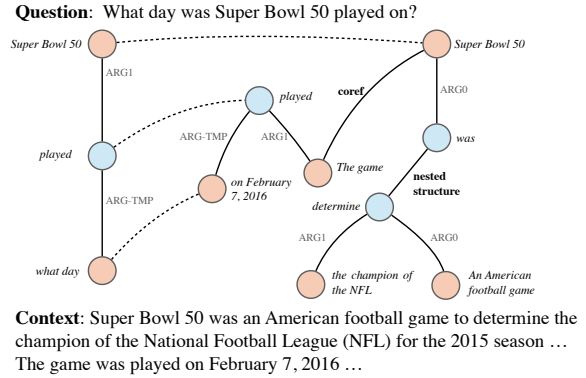 Question: What day was Super Bowl 50 played on?
Super Bowl 50
Super Bowl 50
ARG1
played
coref
ARG0
ARG-TMP
ARG1
was
played
The game
nested
structure
on February
7, 2016
ARG-TMP
determine
ARG1
ARG0
what day
the champion of
the NFL
An American
football game
Context: Super Bowl 50 was an American football game to determine the
champion of the National Football League (NFL) for the 2015 season …
The game was played on February 7, 2016 …